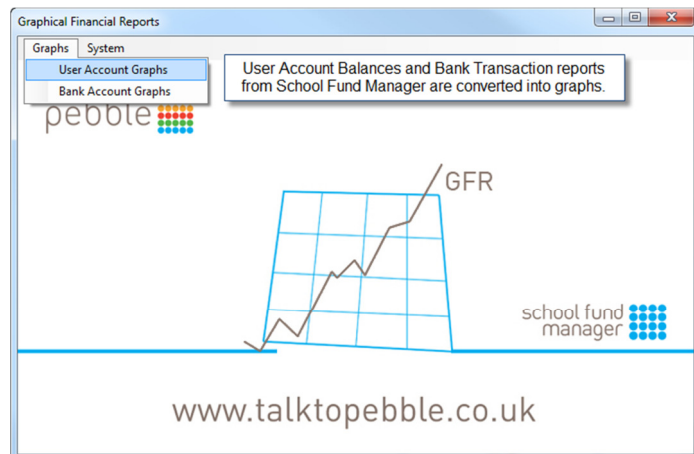 Graphical Financial Reports
Graphs System
User Account Graphs
Bank Account Graphs
User Account Balances and Bank Transaction reports
from School Fund Manager are converted into graphs.
pebble
GFR
school fund
manager
www.talktopebble.co.uk